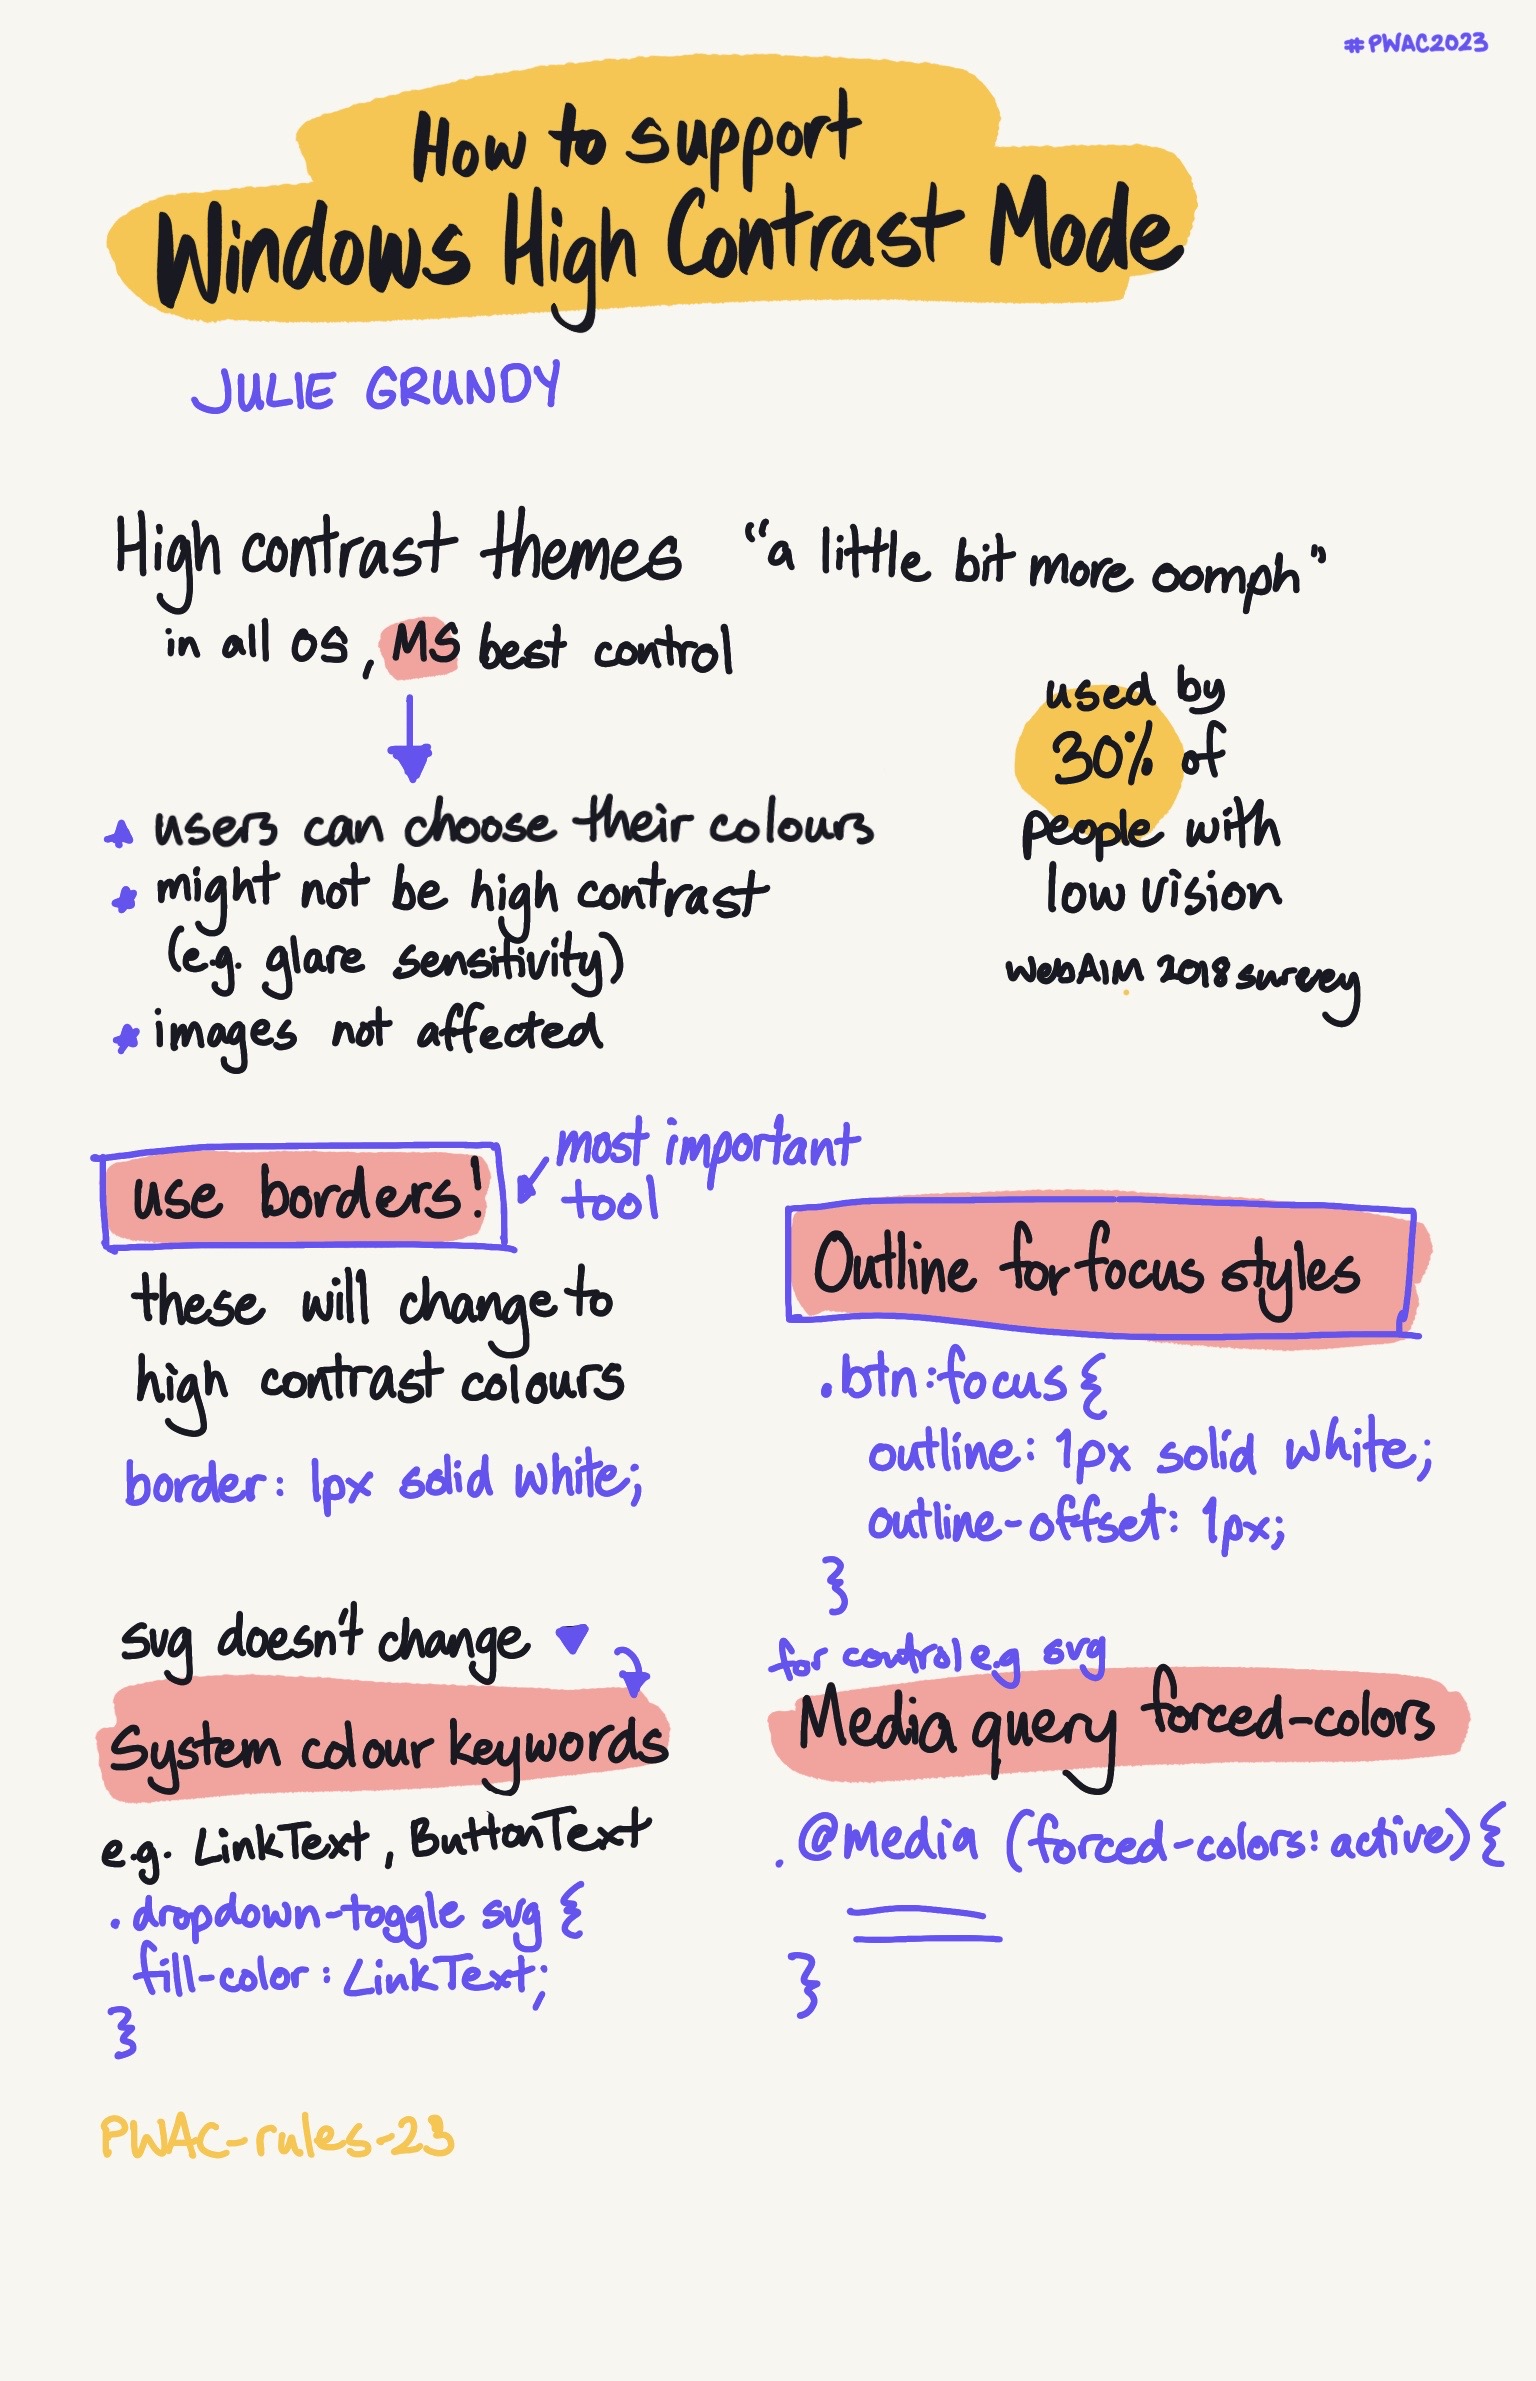 #PWAC2023
How to support
Windows High Contrast Mode
JULIE GRUNDY
High contrast themes
"a little bit more oomph"
in all OS, MS best control
used by
30% of
people with
low vision
WebAIM 2018 survey
users can choose their colours
might not be high contrast
(e.g. glare sensitivity)
images not affected
use borders!
most important
tool
these will change to
high contrast colours
border: 1px solid white;
Outline for focus styles
.btn:focus {
outline: 1px solid white;
outline-offset: 1px;
}
svg doesn't change
System colour keywords
e.g. LinkText, ButtonText
.dropdown-toggle svg {
fill-color: LinkText;
}
for control e.g svg
Media query forced-colors
. @media (forced-colors: active) {
}
PWAC-rules-23